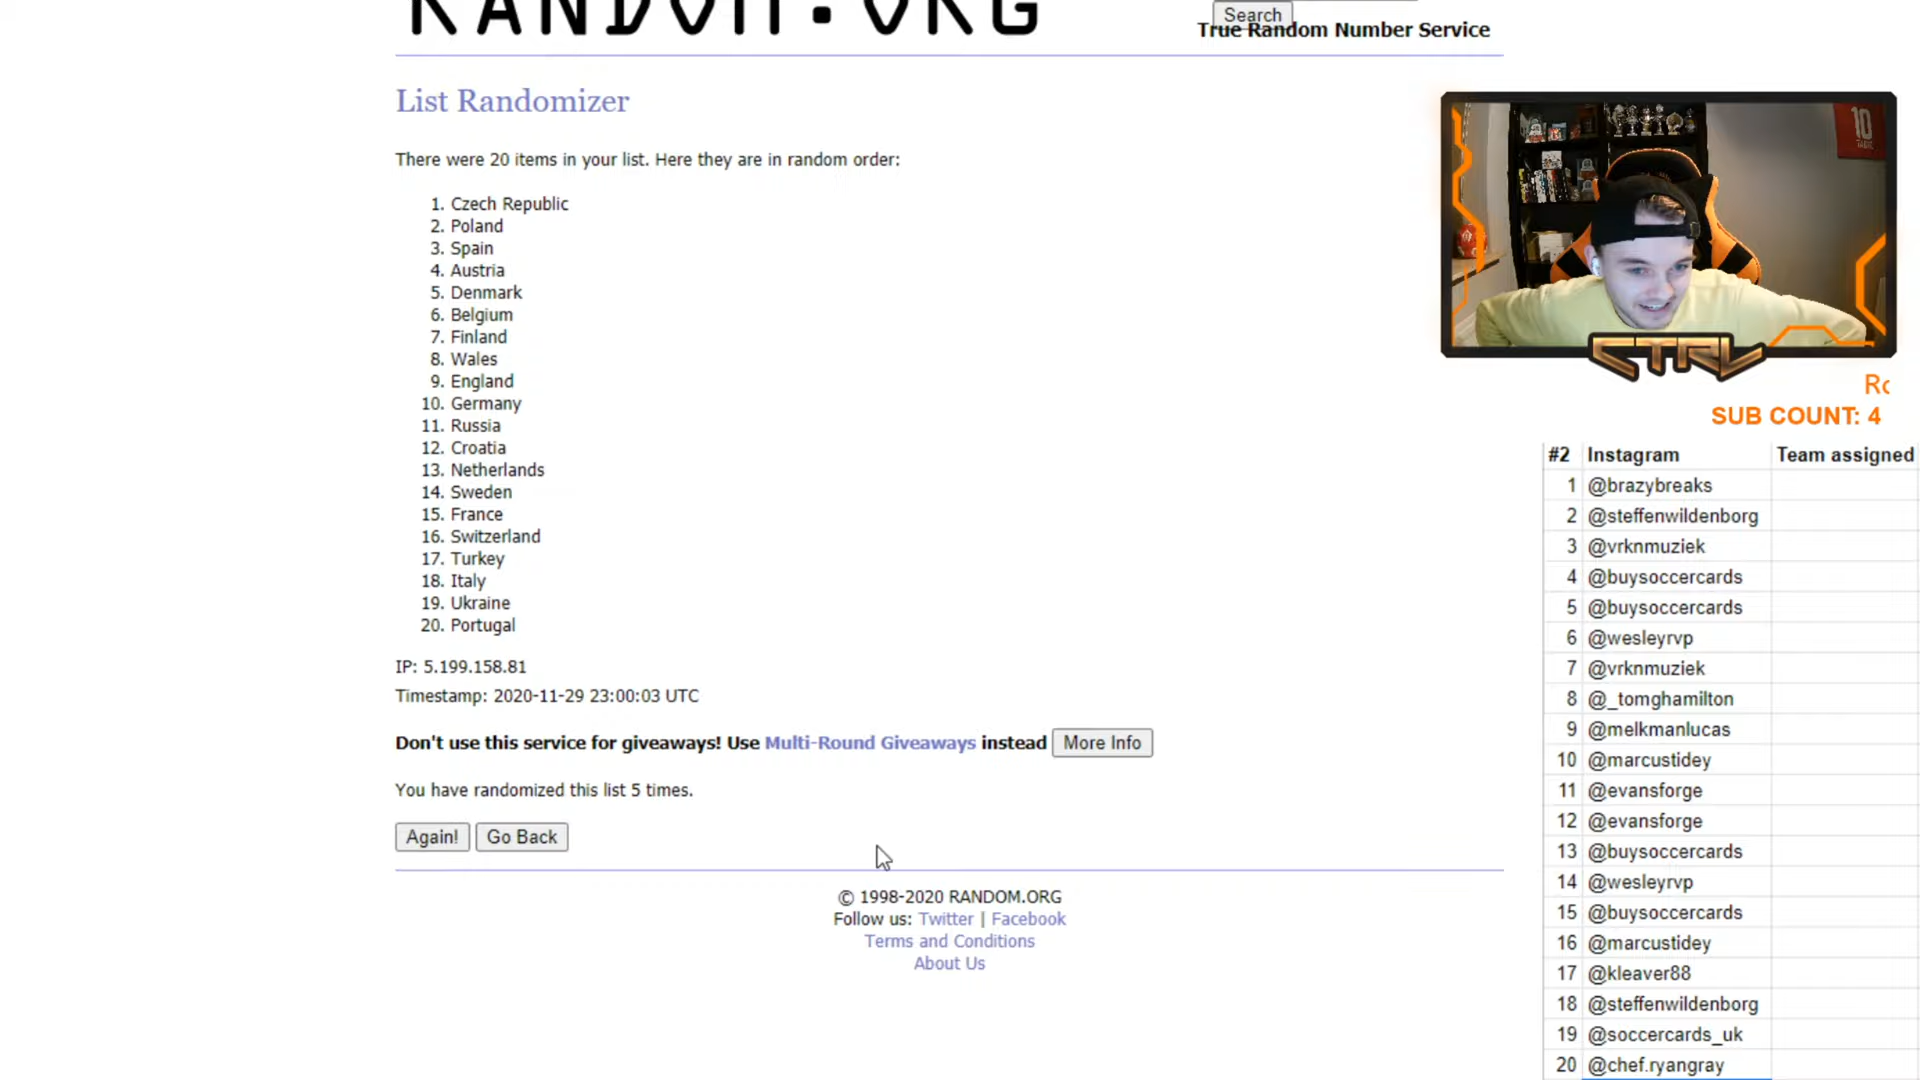 RANDOM.ORG
Search
True Random Number Service
List Randomizer
There were 20 items in your list. Here they are in random order:
1. Czech Republic
2. Poland
3. Spain
4. Austria
5. Denmark
6. Belgium
7. Finland
8. Wales
9. England
10. Germany
11. Russia
12. Croatia
13. Netherlands
14. Sweden
15. France
16. Switzerland
17. Turkey
18. Italy
19. Ukraine
20. Portugal
IP: 5.199.158.81
Timestamp: 2020-11-29 23:00:03 UTC
Don't use this service for giveaways! Use Multi-Round Giveaways instead More Info
You have randomized this list 5 times.
Again! Go Back
© 1998-2020 RANDOM.ORG
Follow us: Twitter | Facebook
Terms and Conditions
About Us
10
CTRL
Rc
SUB COUNT: 4
#2 Instagram Team assigned
1 @brazybreaks
2 @steffenwildenborg
3 @vrknmuziek
4 @buysoccercards
5 @buysoccercards
6 @wesleyrvp
7 @vrknmuziek
8 @_tomghamilton
9 @melkmanlucas
10 @marcustidey
11 @evansforge
12 @evansforge
13 @buysoccercards
14 @wesleyrvp
15 @buysoccercards
16 @marcustidey
17 @kleaver88
18 @steffenwildenborg
19 @soccercards_uk
20 @chef.ryangray